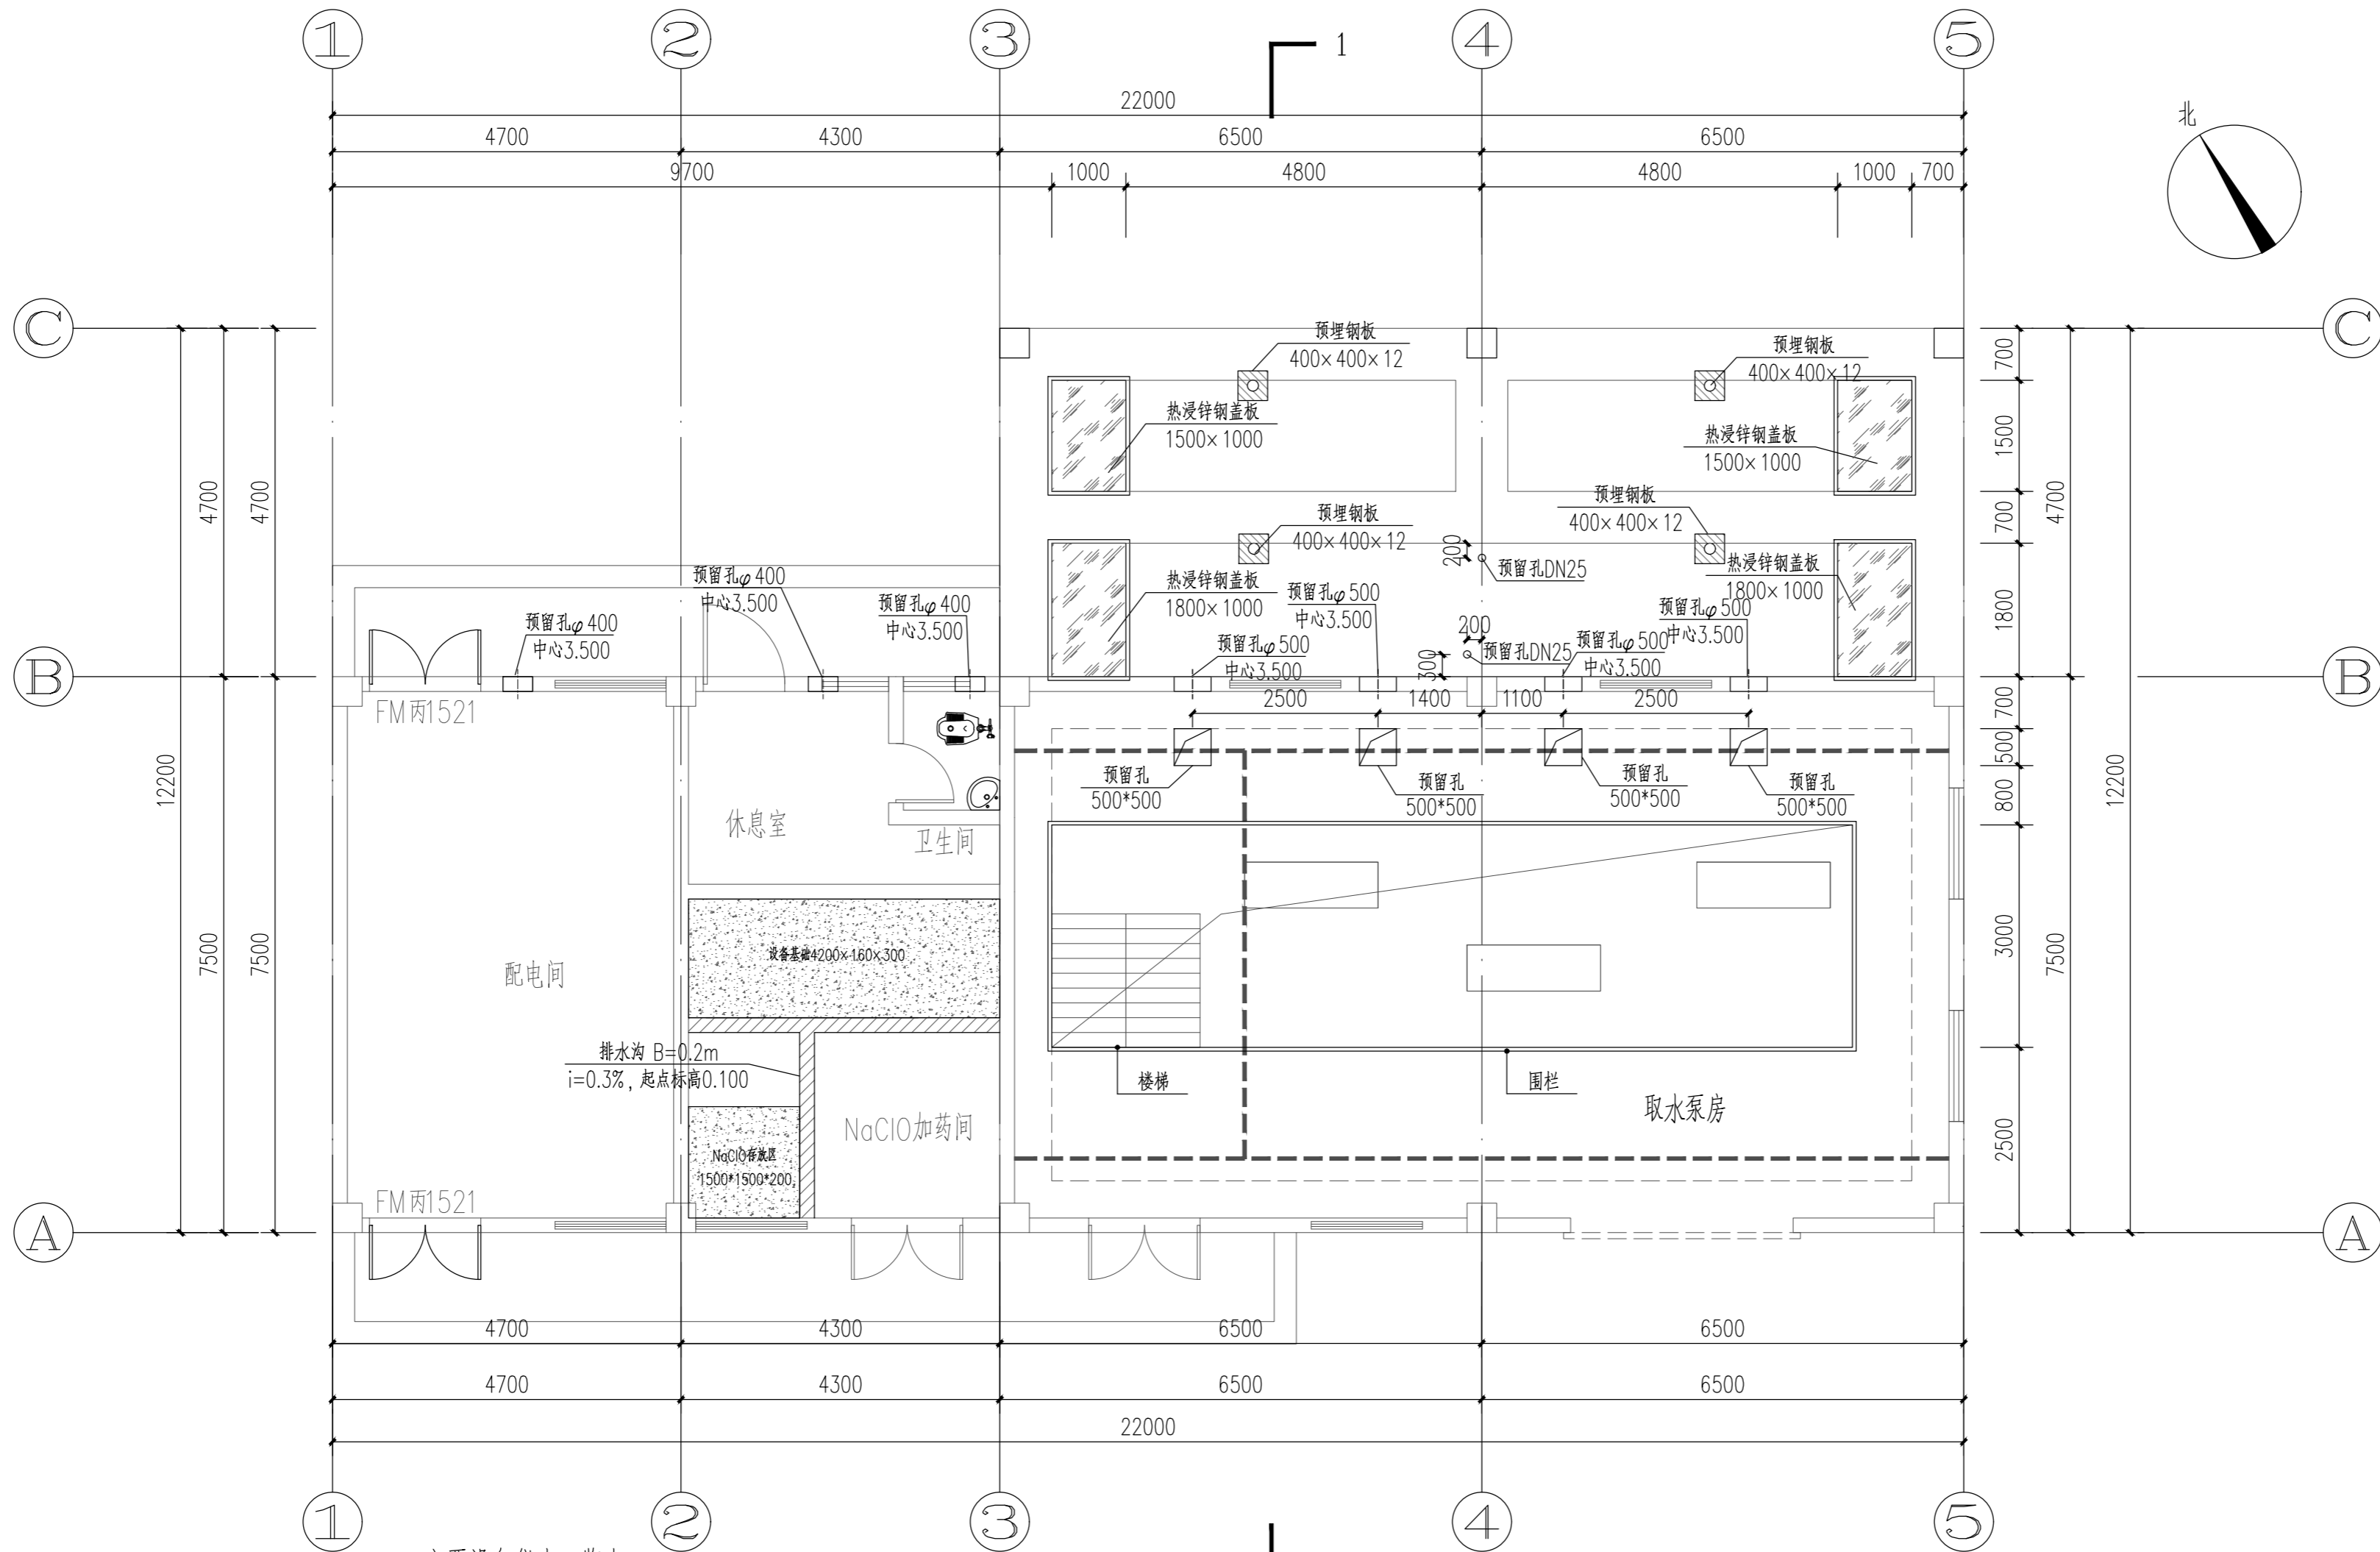 1 2 3 4 5
1
22000
4700 4300 6500 6500
9700 1000 4800 4800 1000 700
北
C
C
预埋钢板
400×400×12
预埋钢板
400×400×12
热浸锌钢盖板
1500×1000
热浸锌钢盖板
1500×1000
预埋钢板
400×400×12
预埋钢板
400×400×12
200
预留孔DN25
热浸锌钢盖板
1800×1000
热浸锌钢盖板
1800×1000
预留孔φ400
中心3.500
预留孔φ400
中心3.500
预留孔φ400
中心3.500
预留孔φ500
中心3.500
预留孔φ500
中心3.500
预留孔φ500
中心3.500
预留孔φ500
中心3.500
200
300
预留孔DN25
B
B
FM丙1521
2500 1400 1100 2500
预留孔
500*500
预留孔
500*500
预留孔
500*500
预留孔
500*500
休息室
卫生间
配电间
设备基础4200×160×300
排水沟 B=0.2m
i=0.3%, 起点标高0.100
NaClO加药间
NaClO存放区
1500*1500*200
楼梯
围栏
取水泵房
FM丙1521
A
A
12200
4700
7500
4700
7500
700
1500
700
1800
700
500
800
3000
2500
4700
7500
12200
4700 4300 6500 6500
4700 4300 6500 6500
22000
1 2 3 4 5